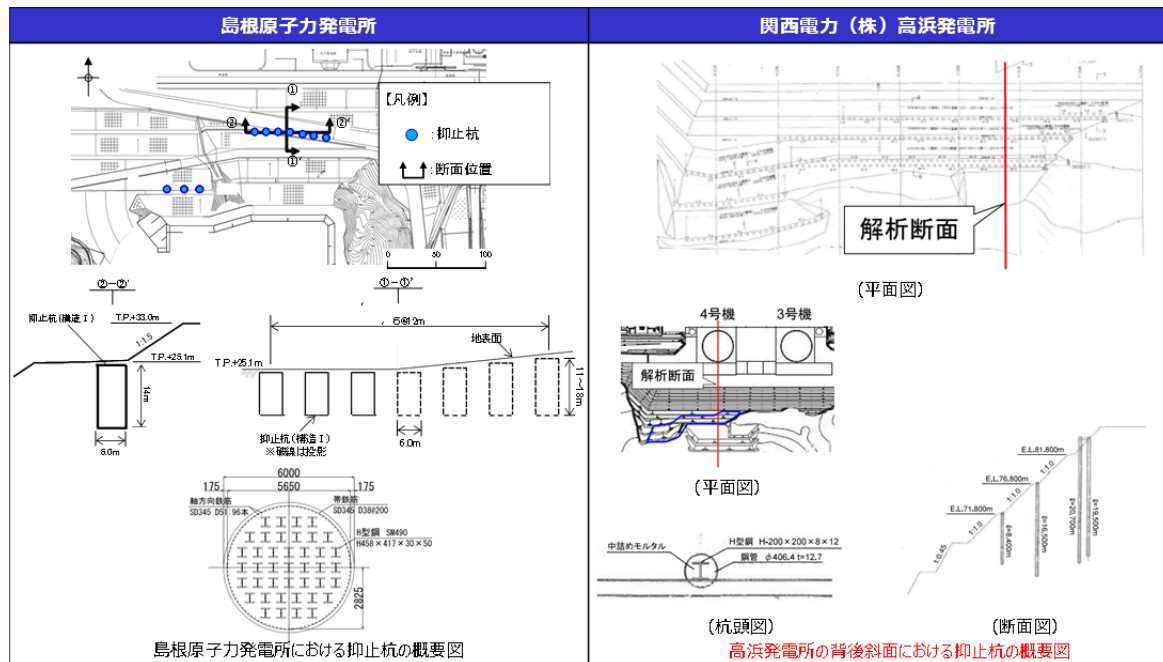 島根原子力発電所
①
②
②'
①'
【凡例】
：抑止杭
：断面位置
0 50 100
②-②'
抑止杭(構造Ⅰ)
T.P.+33.0m
1:1.5
14m
6.0m
①-①'
地表面
T.P.+25.1m
11～18m
抑止杭(構造Ⅰ)
※破線は投影
6.0m
6000
175 5650 175
軸方向鉄筋
SD345 D51:96本
帯鉄筋
SD345 D38@200
H型鋼 SM490
H458×417×30×50
2825
島根原子力発電所における抑止杭の概要図
関西電力（株）高浜発電所
解析断面
(平面図)
4号機 3号機
解析断面
(平面図)
中詰めモルタル
H型鋼 H-200×200×8×12
鋼管 φ406.4 t=12.7
(杭頭図)
E.L.81.800m
1:1.0
E.L.76.800m
1:1.0
E.L.71.800m
1:1.0
1:0.45
ℓ=8,400m
ℓ=16,500m
ℓ=20,700m
ℓ=19,500m
(断面図)
高浜発電所の背後斜面における抑止杭の概要図